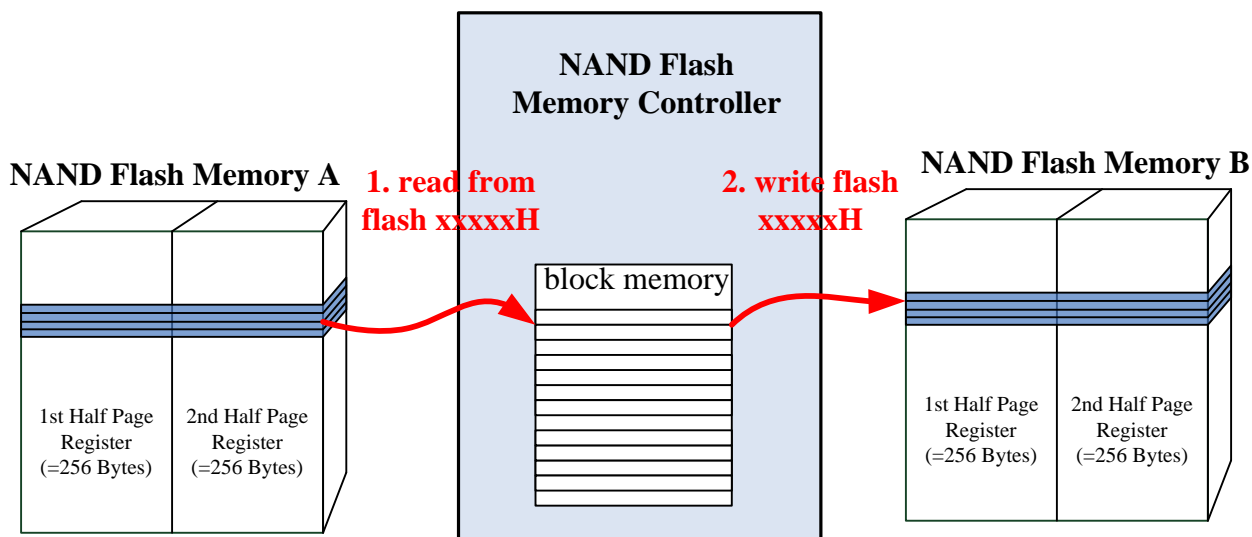 NAND Flash
Memory Controller
NAND Flash Memory A
NAND Flash Memory B
1. read from
flash xxxxxH
2. write flash
xxxxxH
block memory
1st Half Page
Register
(=256 Bytes)
2nd Half Page
Register
(=256 Bytes)
1st Half Page
Register
(=256 Bytes)
2nd Half Page
Register
(=256 Bytes)